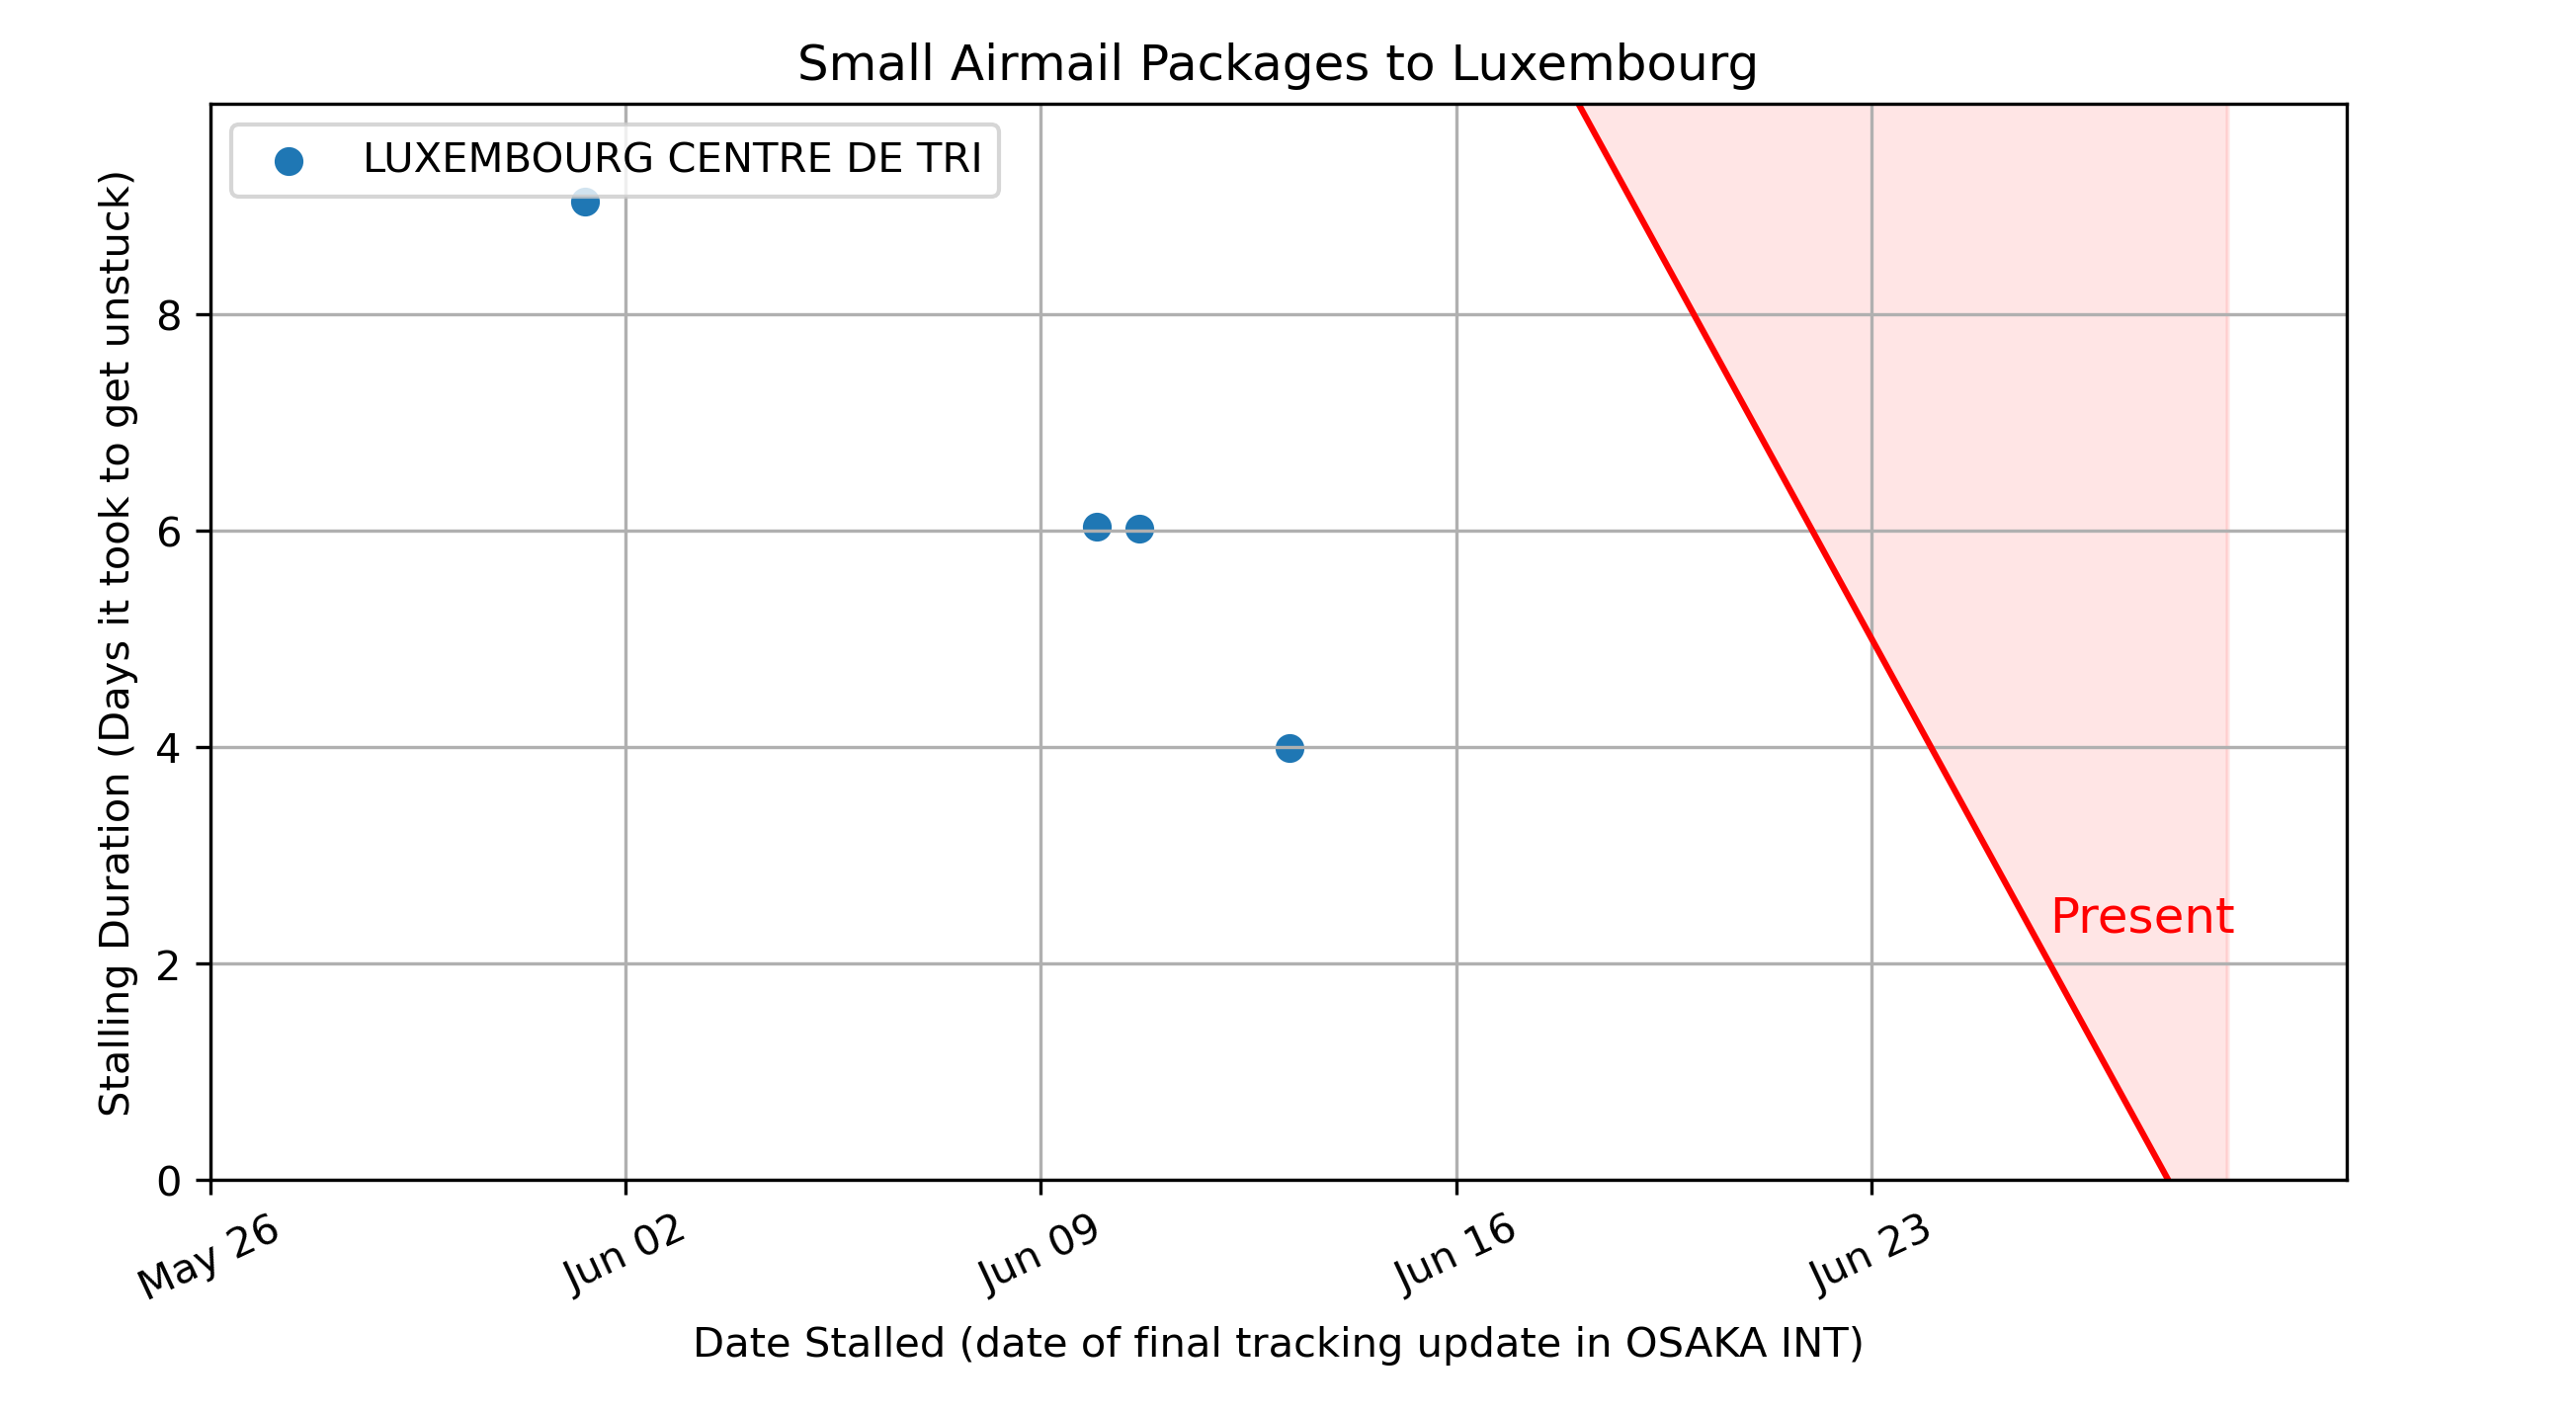 Small Airmail Packages to Luxembourg
LUXEMBOURG CENTRE DE TRI
Stalling Duration (Days it took to get unstuck)
8
6
4
2
0
Present
May 26
Jun 02
Jun 09
Jun 16
Jun 23
Date Stalled (date of final tracking update in OSAKA INT)